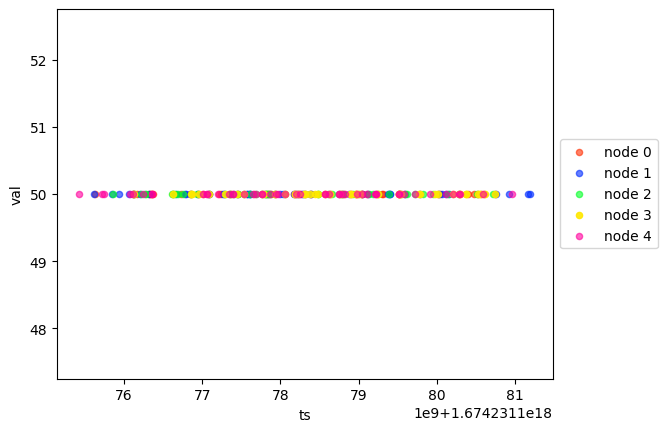 52
51
50
49
48
val
76 77 78 79 80 81
ts
1e9+1.6742311e18
node 0
node 1
node 2
node 3
node 4